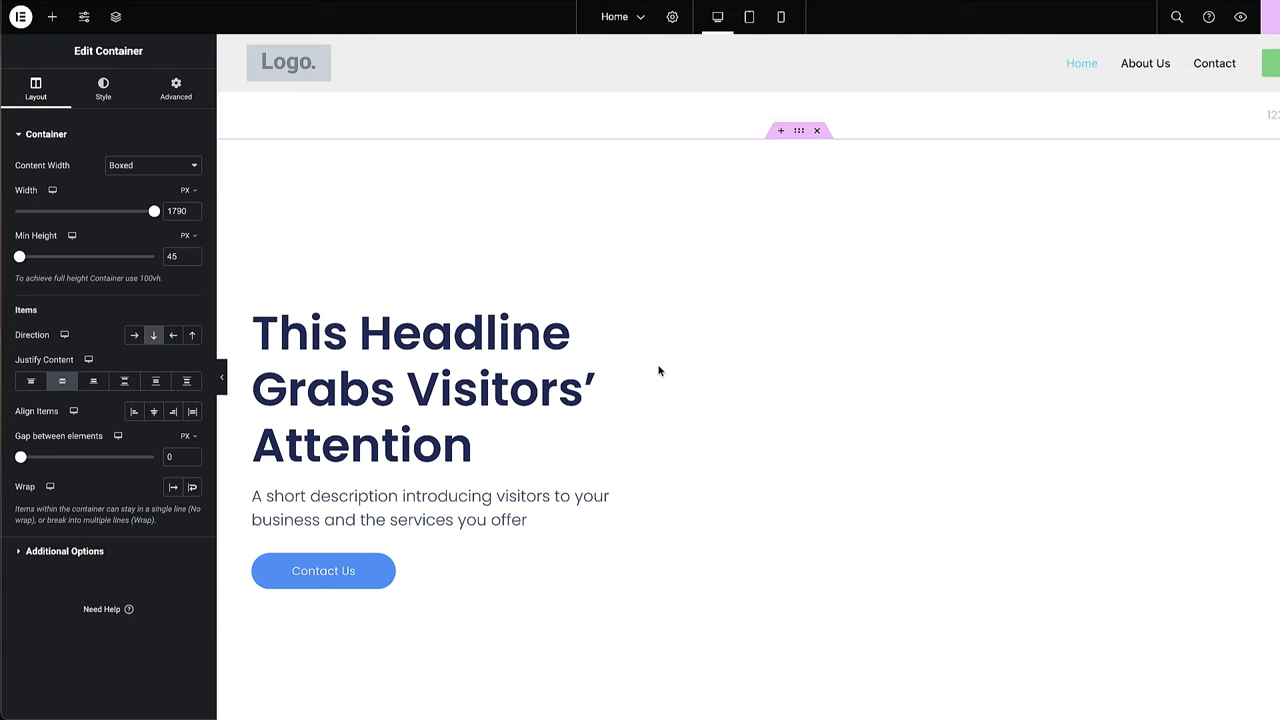 Home
Edit Container
Layout
Style
Advanced
Logo.
Home
About Us
Contact
123
Container
Content Width
Boxed
Width
PX
1790
Min Height
PX
45
To achieve full height Container use 100vh.
Items
Direction
Justify Content
Align Items
Gap between elements
PX
0
Wrap
Items within the container can stay in a single line (No
wrap), or break into multiple lines (Wrap).
Additional Options
Need Help
This Headline
Grabs Visitors’
Attention
A short description introducing visitors to your
business and the services you offer
Contact Us